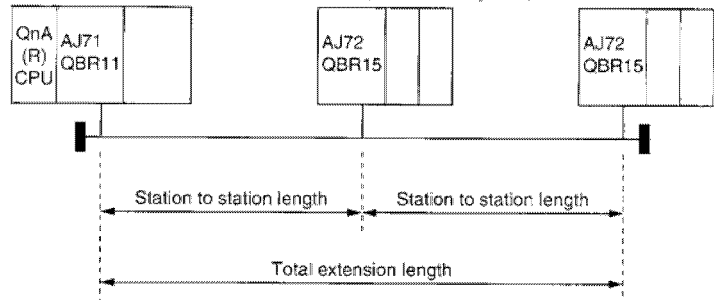 QnA
(R)
CPU
AJ71
QBR11
AJ72
QBR15
AJ72
QBR15
Station to station length
Station to station length
Total extension length